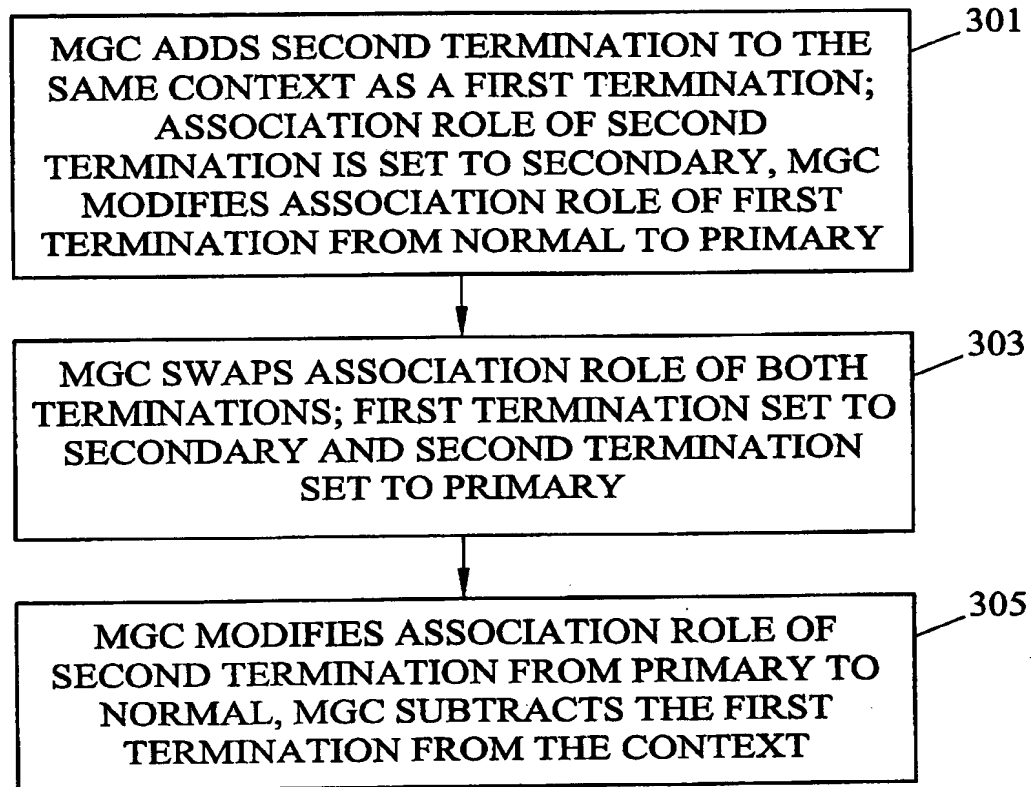 301
MGC ADDS SECOND TERMINATION TO THE
SAME CONTEXT AS A FIRST TERMINATION;
ASSOCIATION ROLE OF SECOND
TERMINATION IS SET TO SECONDARY, MGC
MODIFIES ASSOCIATION ROLE OF FIRST
TERMINATION FROM NORMAL TO PRIMARY
303
MGC SWAPS ASSOCIATION ROLE OF BOTH
TERMINATIONS; FIRST TERMINATION SET TO
SECONDARY AND SECOND TERMINATION
SET TO PRIMARY
305
MGC MODIFIES ASSOCIATION ROLE OF
SECOND TERMINATION FROM PRIMARY TO
NORMAL, MGC SUBTRACTS THE FIRST
TERMINATION FROM THE CONTEXT